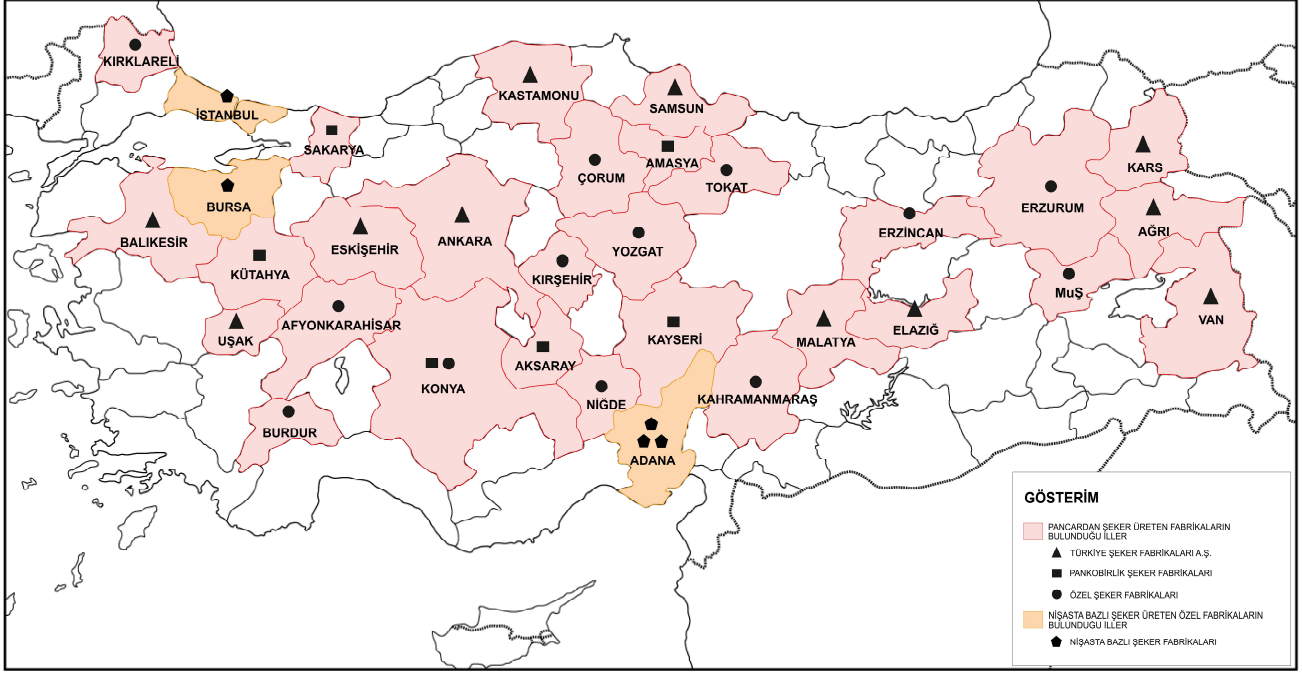 KIRKLARELİ
İSTANBUL
KASTAMONU
SAMSUN
SAKARYA
AMASYA
KARS
ÇORUM
TOKAT
BURSA
ERZURUM
BALIKESİR
ESKİŞEHİR
ANKARA
ERZİNCAN
AĞRI
YOZGAT
KÜTAHYA
KIRŞEHİR
MuŞ
AFYONKARAHİSAR
VAN
UŞAK
KAYSERİ
MALATYA
ELAZIĞ
AKSARAY
KONYA
NİĞDE
KAHRAMANMARAŞ
BURDUR
ADANA
GÖSTERİM
PANCARDAN ŞEKER ÜRETEN FABRİKALARIN
BULUNDUĞU İLLER
TÜRKİYE ŞEKER FABRİKALARI A.Ş.
PANKOBİRLİK ŞEKER FABRİKALARI
ÖZEL ŞEKER FABRİKALARI
NİŞASTA BAZLI ŞEKER ÜRETEN ÖZEL FABRİKALARIN
BULUNDUĞU İLLER
NİŞASTA BAZLI ŞEKER FABRİKALARI